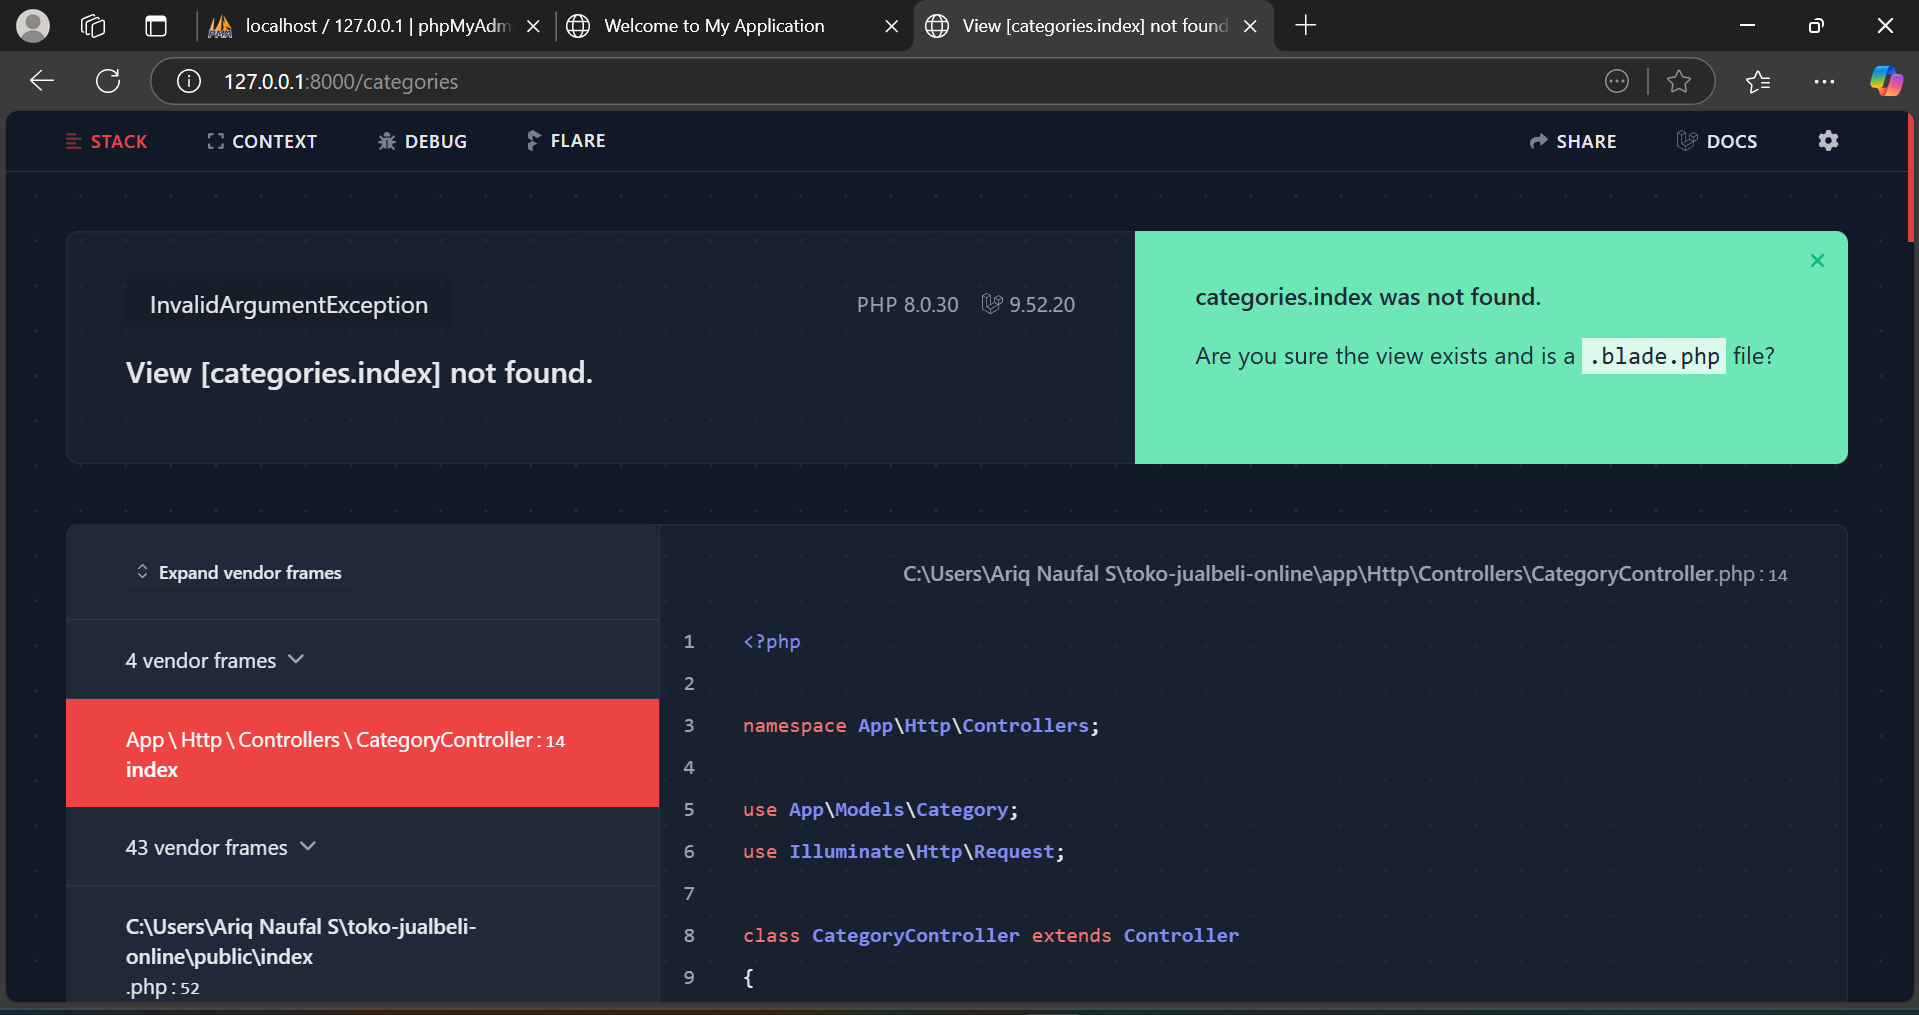 localhost / 127.0.0.1 | phpMyAdm
Welcome to My Application
View [categories.index] not found
127.0.0.1:8000/categories
STACK
CONTEXT
DEBUG
FLARE
SHARE
DOCS
InvalidArgumentException
PHP 8.0.30
9.52.20
View [categories.index] not found.
categories.index was not found.
Are you sure the view exists and is a .blade.php file?
Expand vendor frames
4 vendor frames
App \ Http \ Controllers \ CategoryController : 14
index
43 vendor frames
C:\Users\Ariq Naufal S\toko-jualbeli-
online\public\index
.php : 52
C:\Users\Ariq Naufal S\toko-jualbeli-online\app\Http\Controllers\CategoryController.php : 14
1 <?php
2
3 namespace App\Http\Controllers;
4
5 use App\Models\Category;
6 use Illuminate\Http\Request;
7
8 class CategoryController extends Controller
9 {